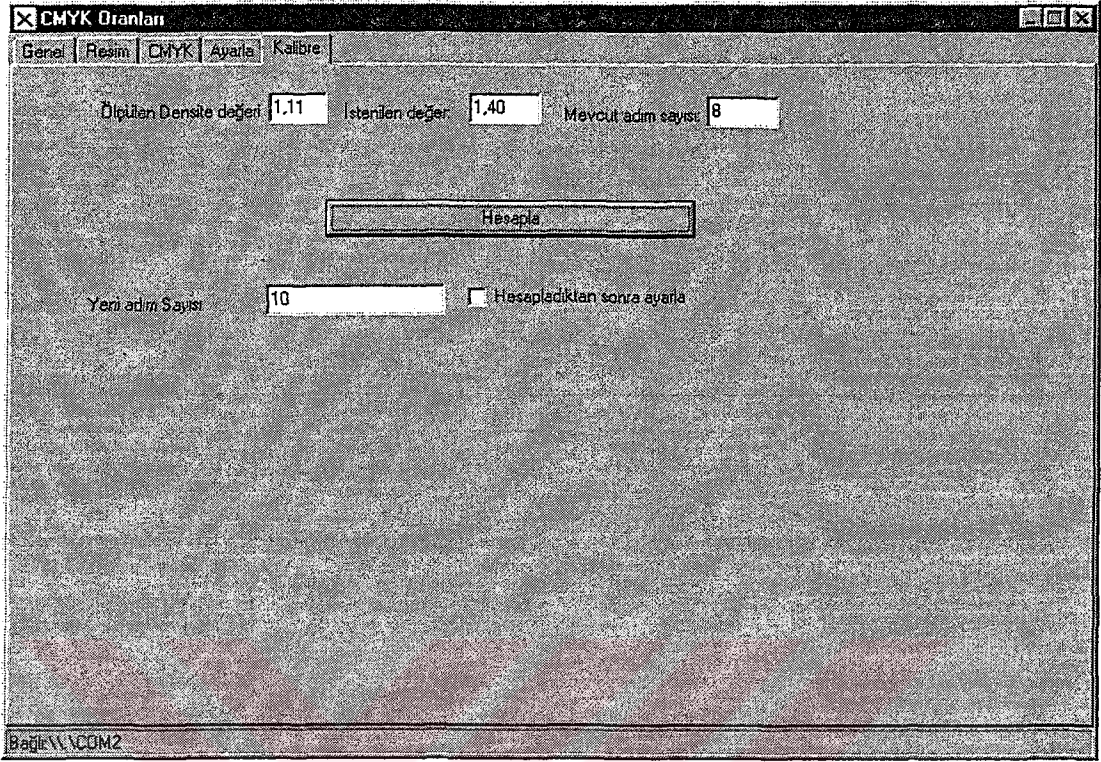 CMYK Oranları
Genel Resim CMYK Ayarla Kalibre
Ölçülen Densite değeri 1,11 İstenilen değer: 1,40 Mevcut adım sayısı: 8
Hesapla
Yeni adım Sayısı 10 Hesapladıktan sonra ayarla
Bağlı:\\.\COM2